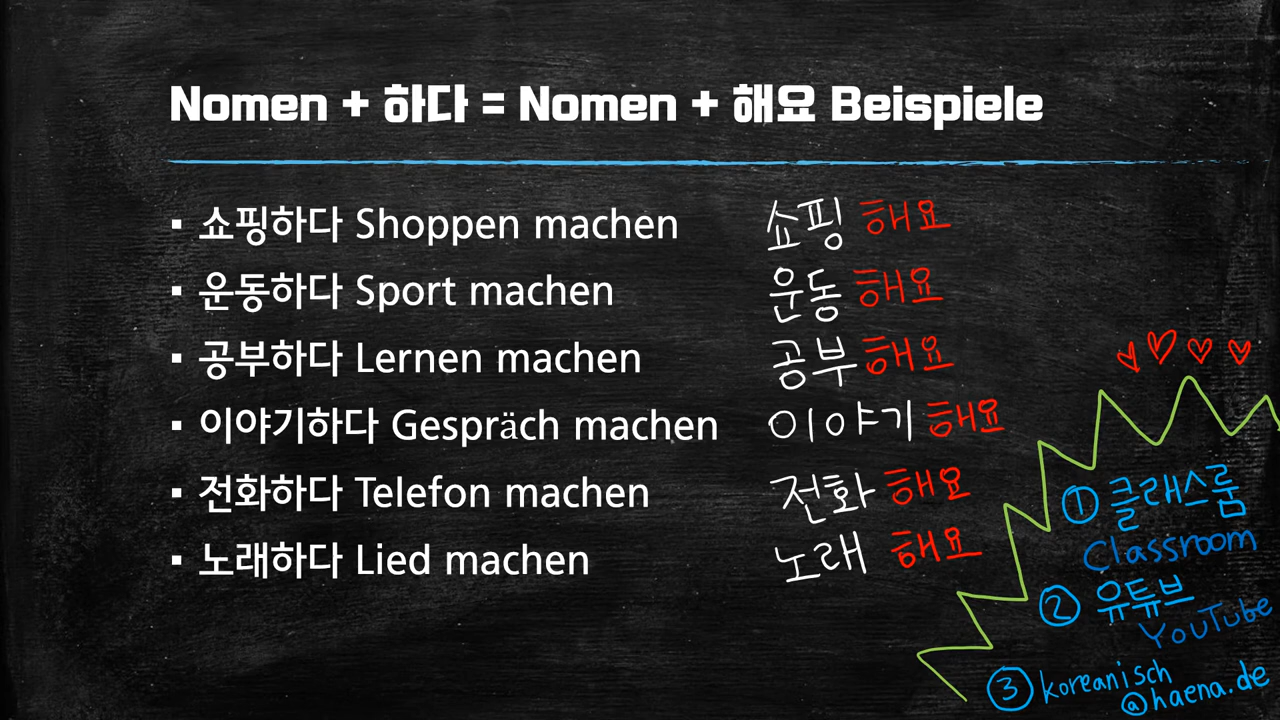 Nomen + 하다 = Nomen + 해요 Beispiele
▪ 쇼핑하다 Shoppen machen 쇼핑 해요
▪ 운동하다 Sport machen 운동 해요
▪ 공부하다 Lernen machen 공부 해요
▪ 이야기하다 Gespräch machen 이야기 해요
▪ 전화하다 Telefon machen 전화 해요
▪ 노래하다 Lied machen 노래 해요
① 클래스룸
Classroom
② 유튜브
YouTube
③ koreanisch
@haena.de